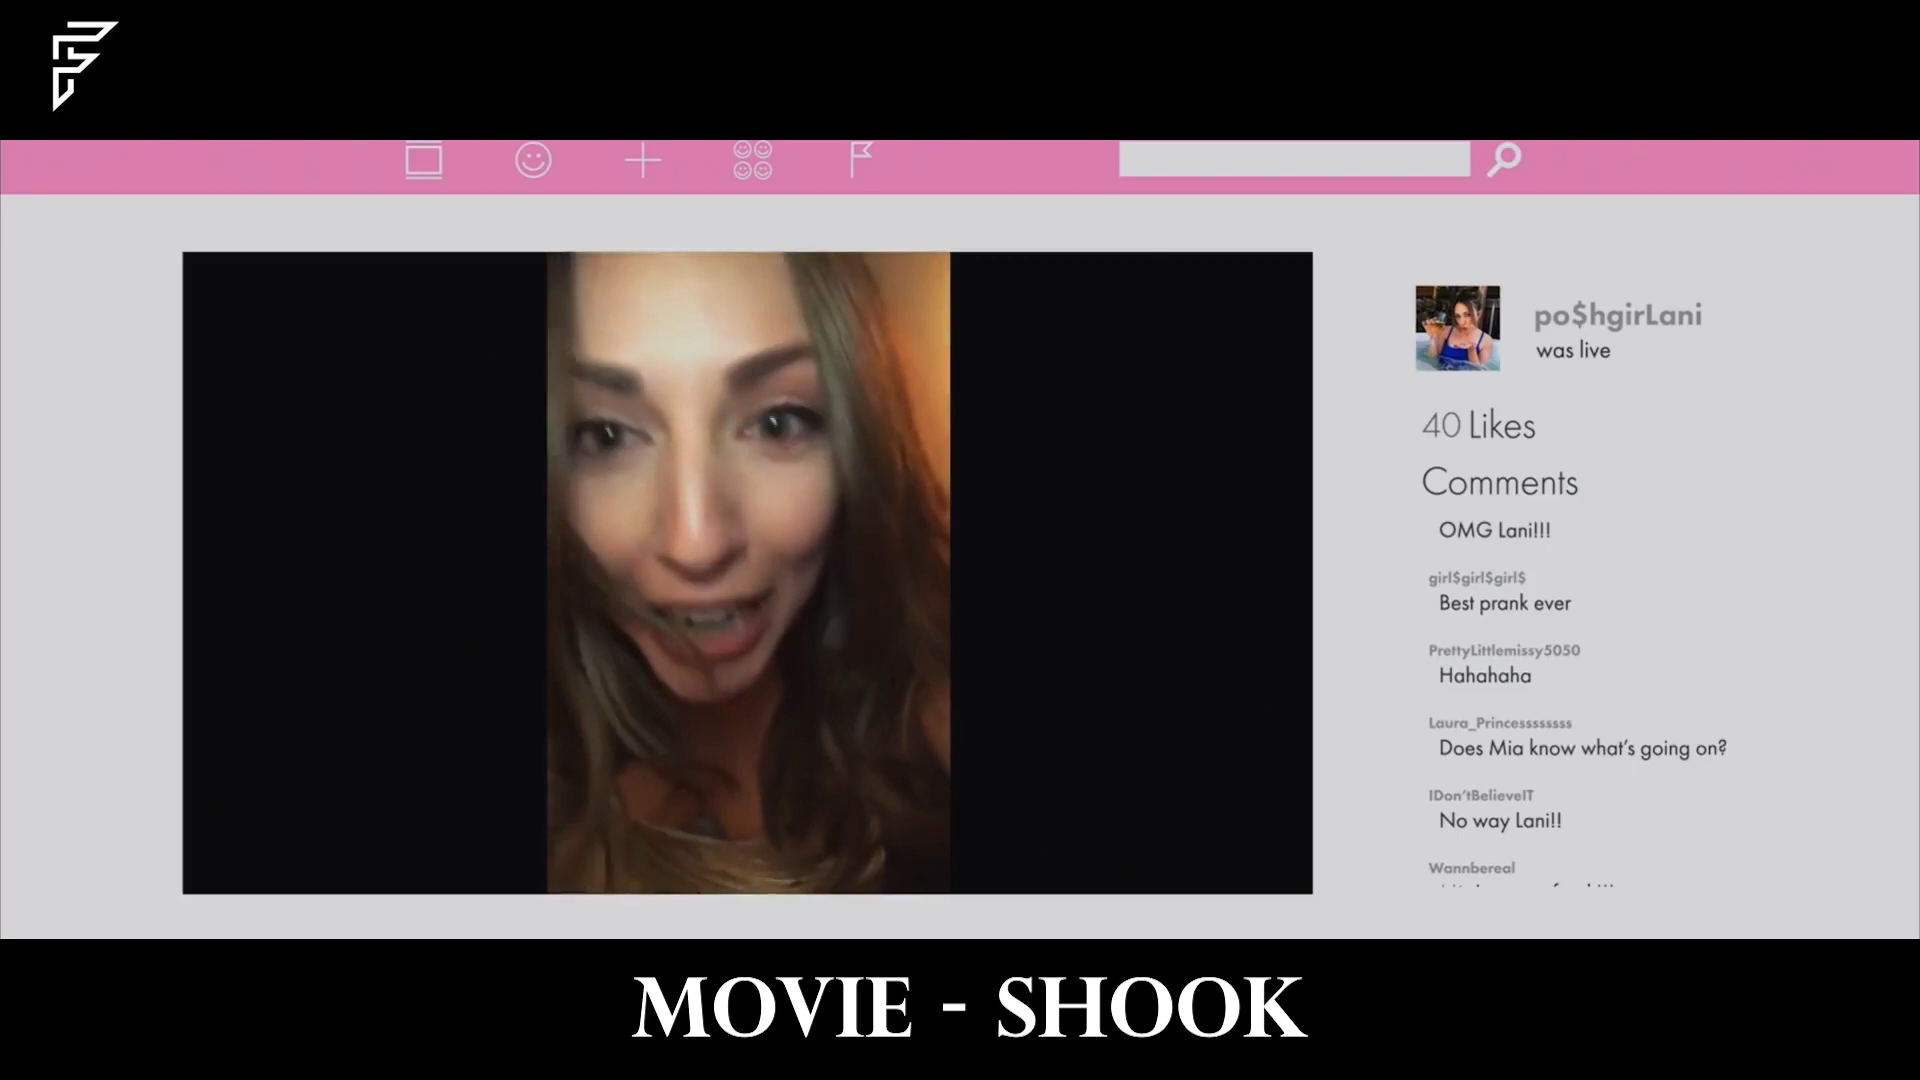 po$hgirLani
was live
40 Likes
Comments
OMG Lani!!!
girl$girl$girl$
Best prank ever
PrettyLittlemissy5050
Hahahaha
Laura_Princesssssss
Does Mia know what's going on?
IDon'tBelieveIT
No way Lani!!
Wannbereal
MOVIE - SHOOK